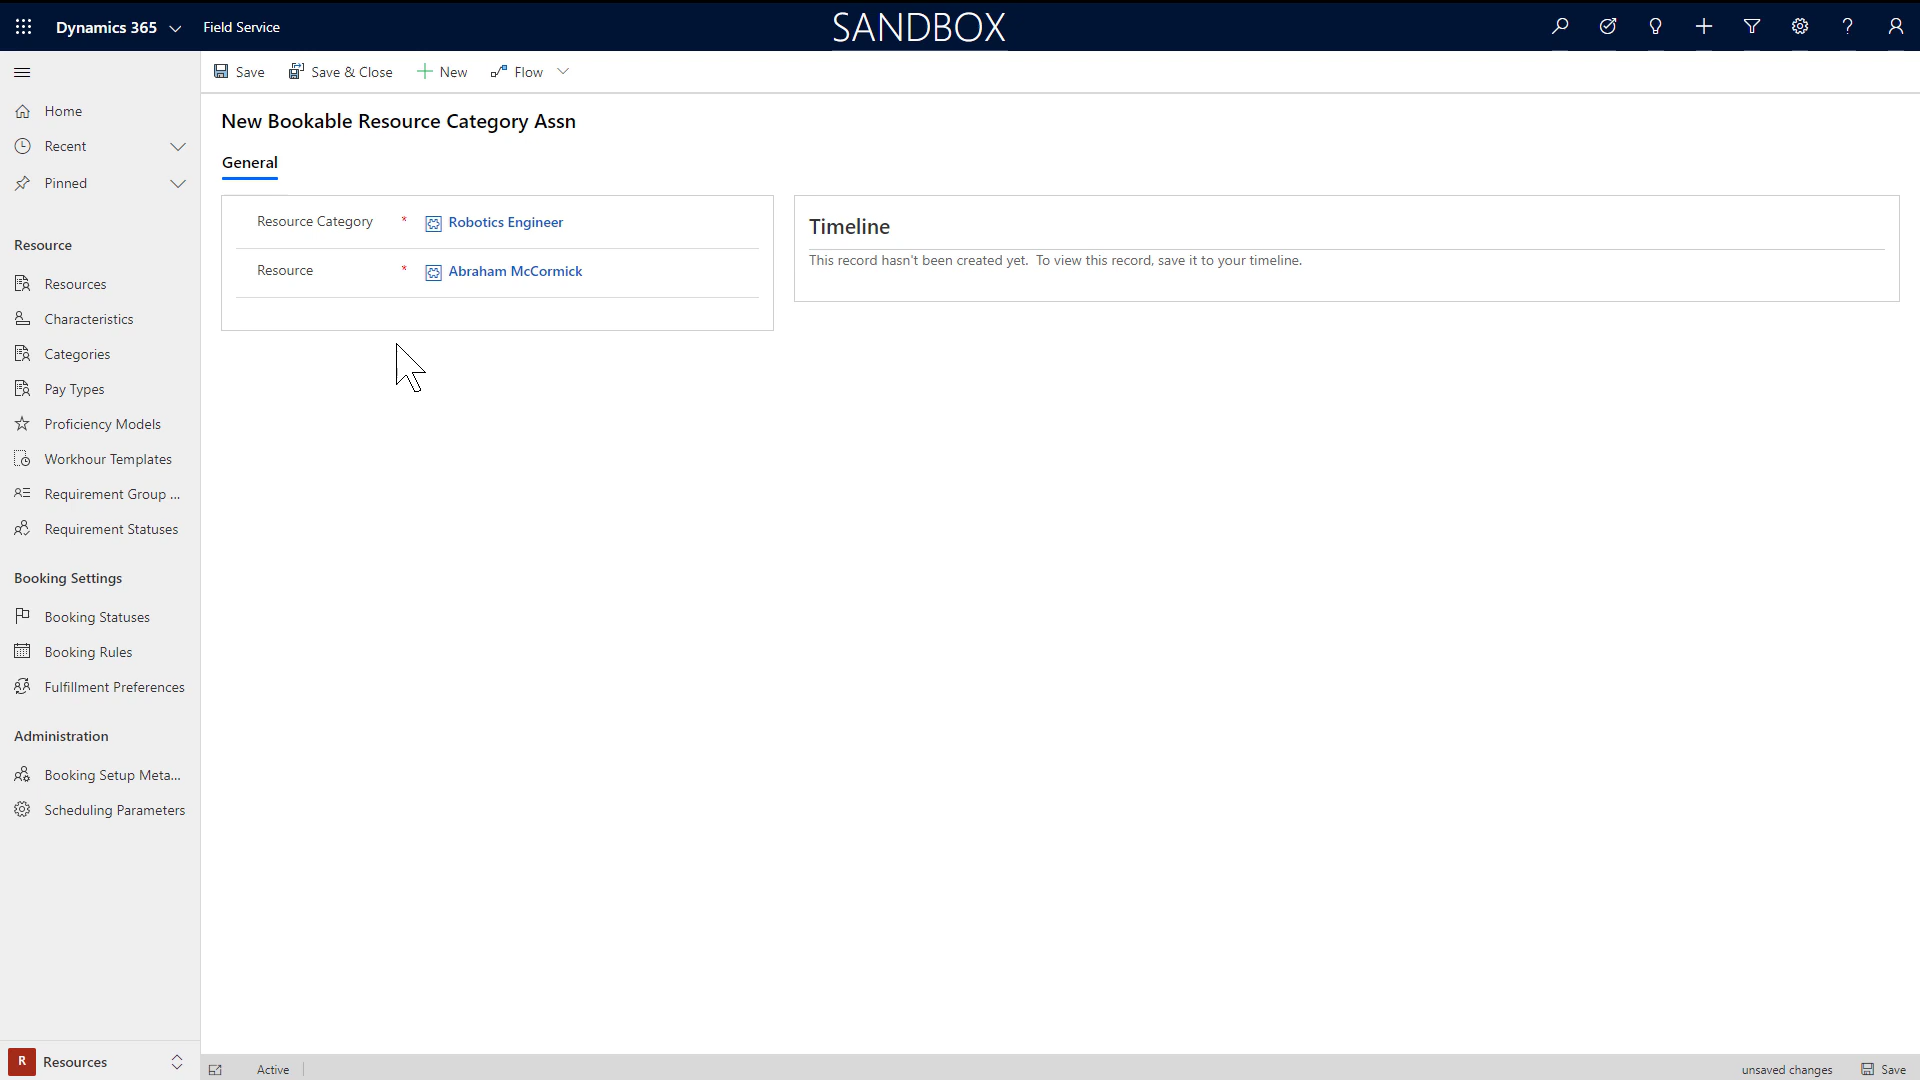 Dynamics 365
Field Service
SANDBOX
Save
Save & Close
New
Flow
Home
Recent
Pinned
Resource
Resources
Characteristics
Categories
Pay Types
Proficiency Models
Workhour Templates
Requirement Group ...
Requirement Statuses
Booking Settings
Booking Statuses
Booking Rules
Fulfillment Preferences
Administration
Booking Setup Meta...
Scheduling Parameters
R Resources
New Bookable Resource Category Assn
General
Resource Category * Robotics Engineer
Resource * Abraham McCormick
Timeline
This record hasn't been created yet. To view this record, save it to your timeline.
Active
unsaved changes
Save